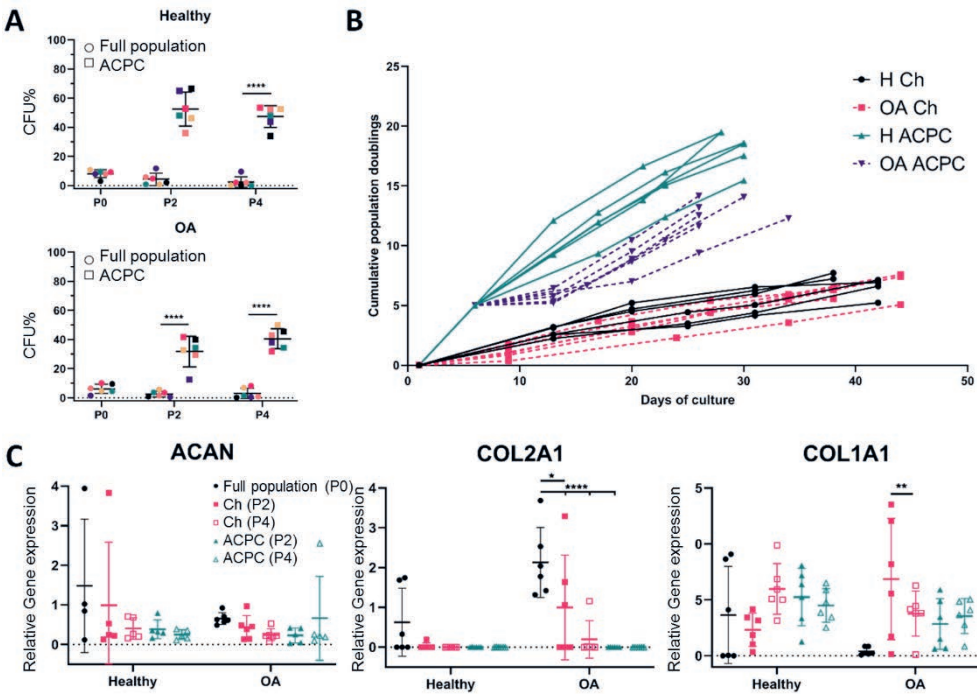 A
Healthy
Full population
ACPC
CFU%
100
80
60
40
20
0
****
P0 P2 P4
OA
Full population
ACPC
CFU%
100
80
60
40
20
0
**** ****
P0 P2 P4
B
Cumulative population doublings
25
20
15
10
5
0
0 10 20 30 40 50
Days of culture
H Ch
OA Ch
H ACPC
OA ACPC
C
ACAN
Relative Gene expression
4
3
2
1
0
Full population (P0)
Ch (P2)
Ch (P4)
ACPC (P2)
ACPC (P4)
Healthy OA
COL2A1
Relative Gene expression
4
3
2
1
0
*
****
Healthy OA
COL1A1
Relative Gene expression
5
0
5
0
**
Healthy OA